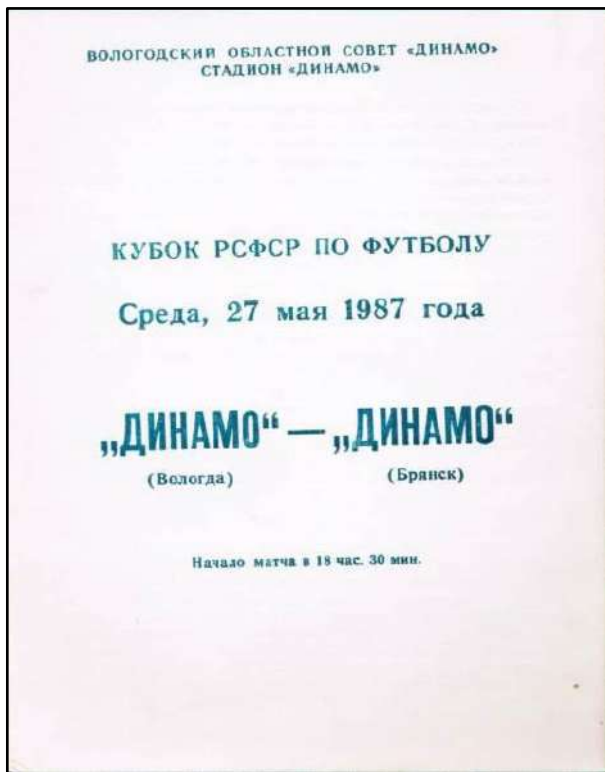 ВОЛОГОДСКИЙ ОБЛАСТНОЙ СОВЕТ «ДИНАМО»
СТАДИОН «ДИНАМО»
КУБОК РСФСР ПО ФУТБОЛУ
Среда, 27 мая 1987 года
„ДИНАМО“ — „ДИНАМО“
(Вологда) (Брянск)
Начало матча в 18 час. 30 мин.